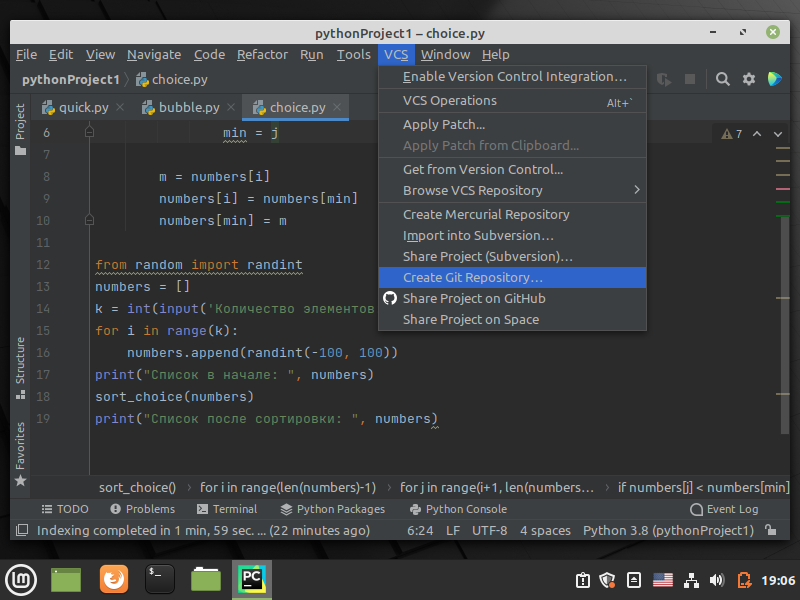 pythonProject1 – choice.py
File Edit View Navigate Code Refactor Run Tools VCS Window Help
pythonProject1 choice.py
quick.py bubble.py choice.py
Enable Version Control Integration…
VCS Operations Alt+`
Apply Patch…
Apply Patch from Clipboard…
Get from Version Control…
Browse VCS Repository
Create Mercurial Repository
Import into Subversion…
Share Project (Subversion)…
Create Git Repository…
Share Project on GitHub
Share Project on Space
Project
Structure
Favorites
7
6 min = j
7
8 m = numbers[i]
9 numbers[i] = numbers[min]
10 numbers[min] = m
11
12 from random import randint
13 numbers = []
14 k = int(input('Количество элементов
15 for i in range(k):
16 numbers.append(randint(-100, 100))
17 print("Список в начале: ", numbers)
18 sort_choice(numbers)
19 print("Список после сортировки: ", numbers)
sort_choice() for i in range(len(numbers)-1) for j in range(i+1, len(numbers… if numbers[j] < numbers[min]
TODO Problems Terminal Python Packages Python Console Event Log
Indexing completed in 1 min, 59 sec. … (22 minutes ago) 6:24 LF UTF-8 4 spaces Python 3.8 (pythonProject1)
$_ PC 19:06